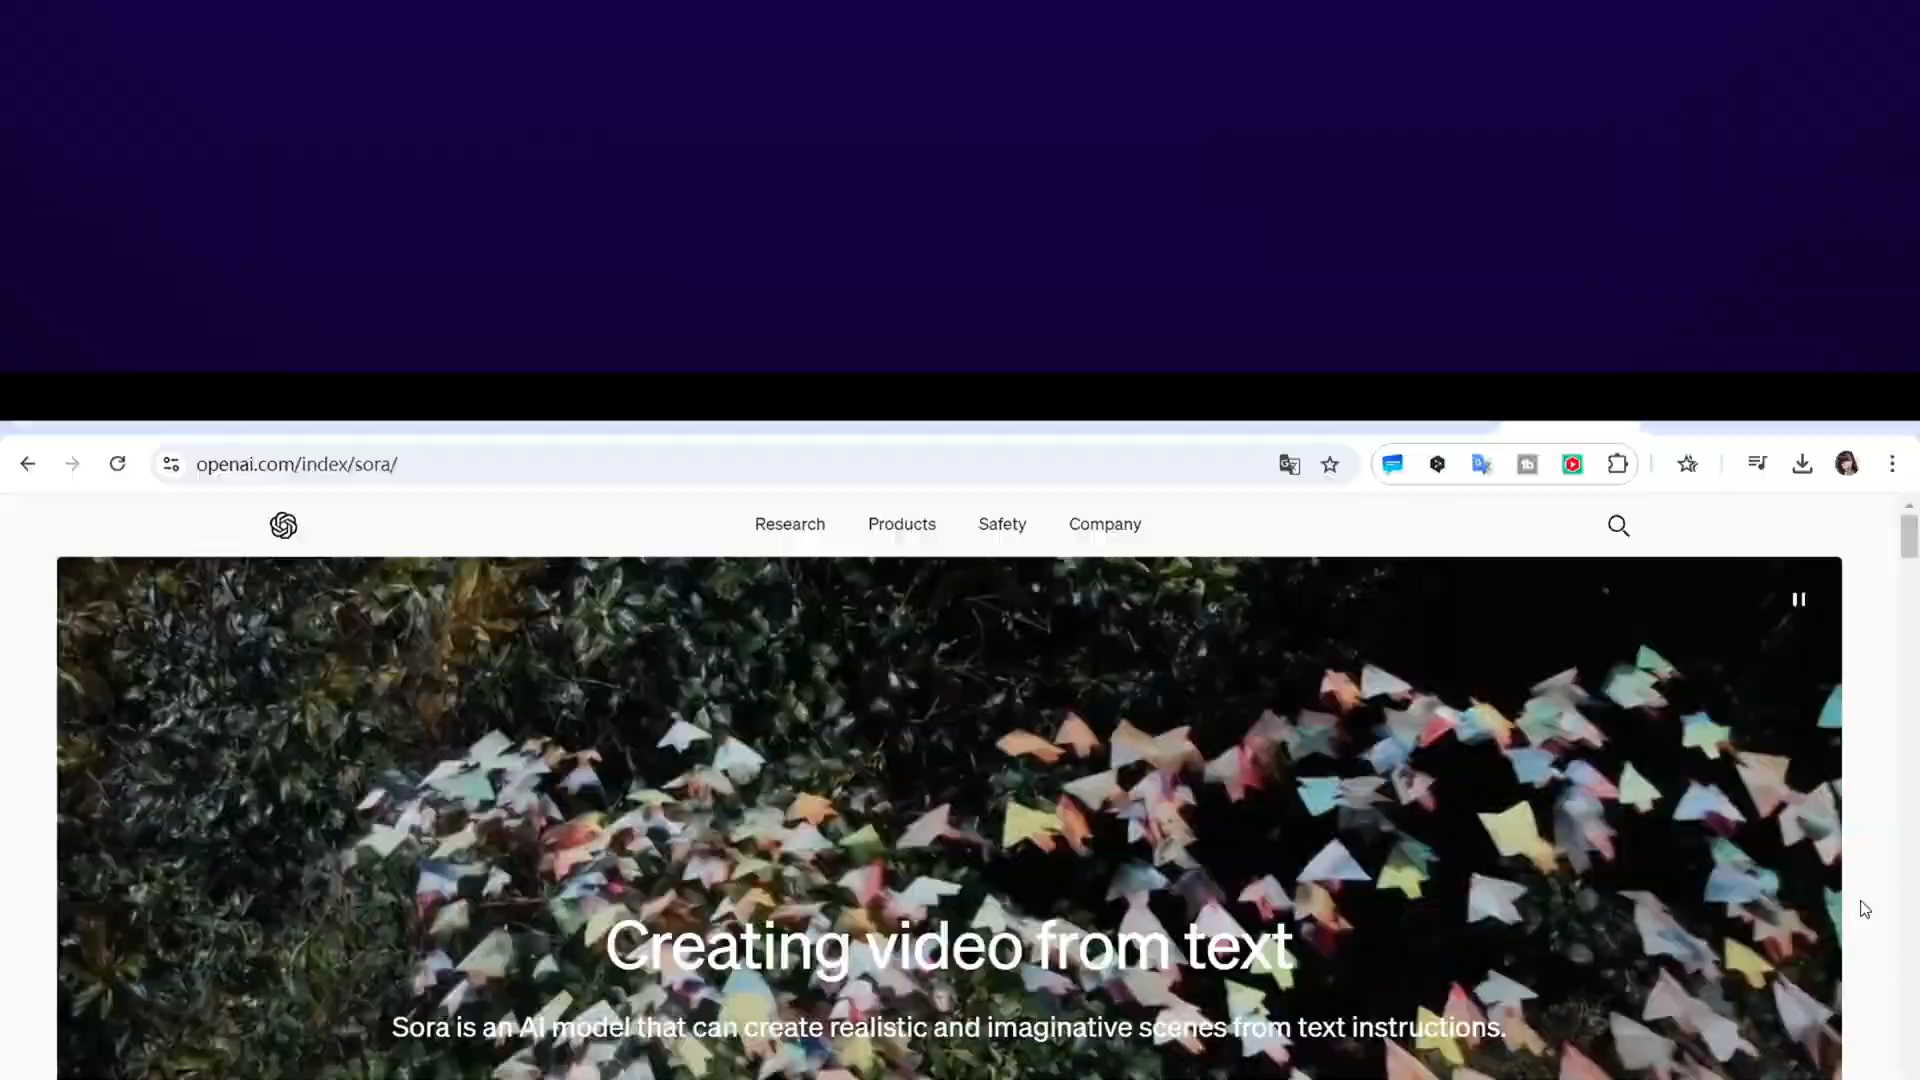 openai.com/index/sora/
Research Products Safety Company
Creating video from text
Sora is an AI model that can create realistic and imaginative scenes from text instructions.